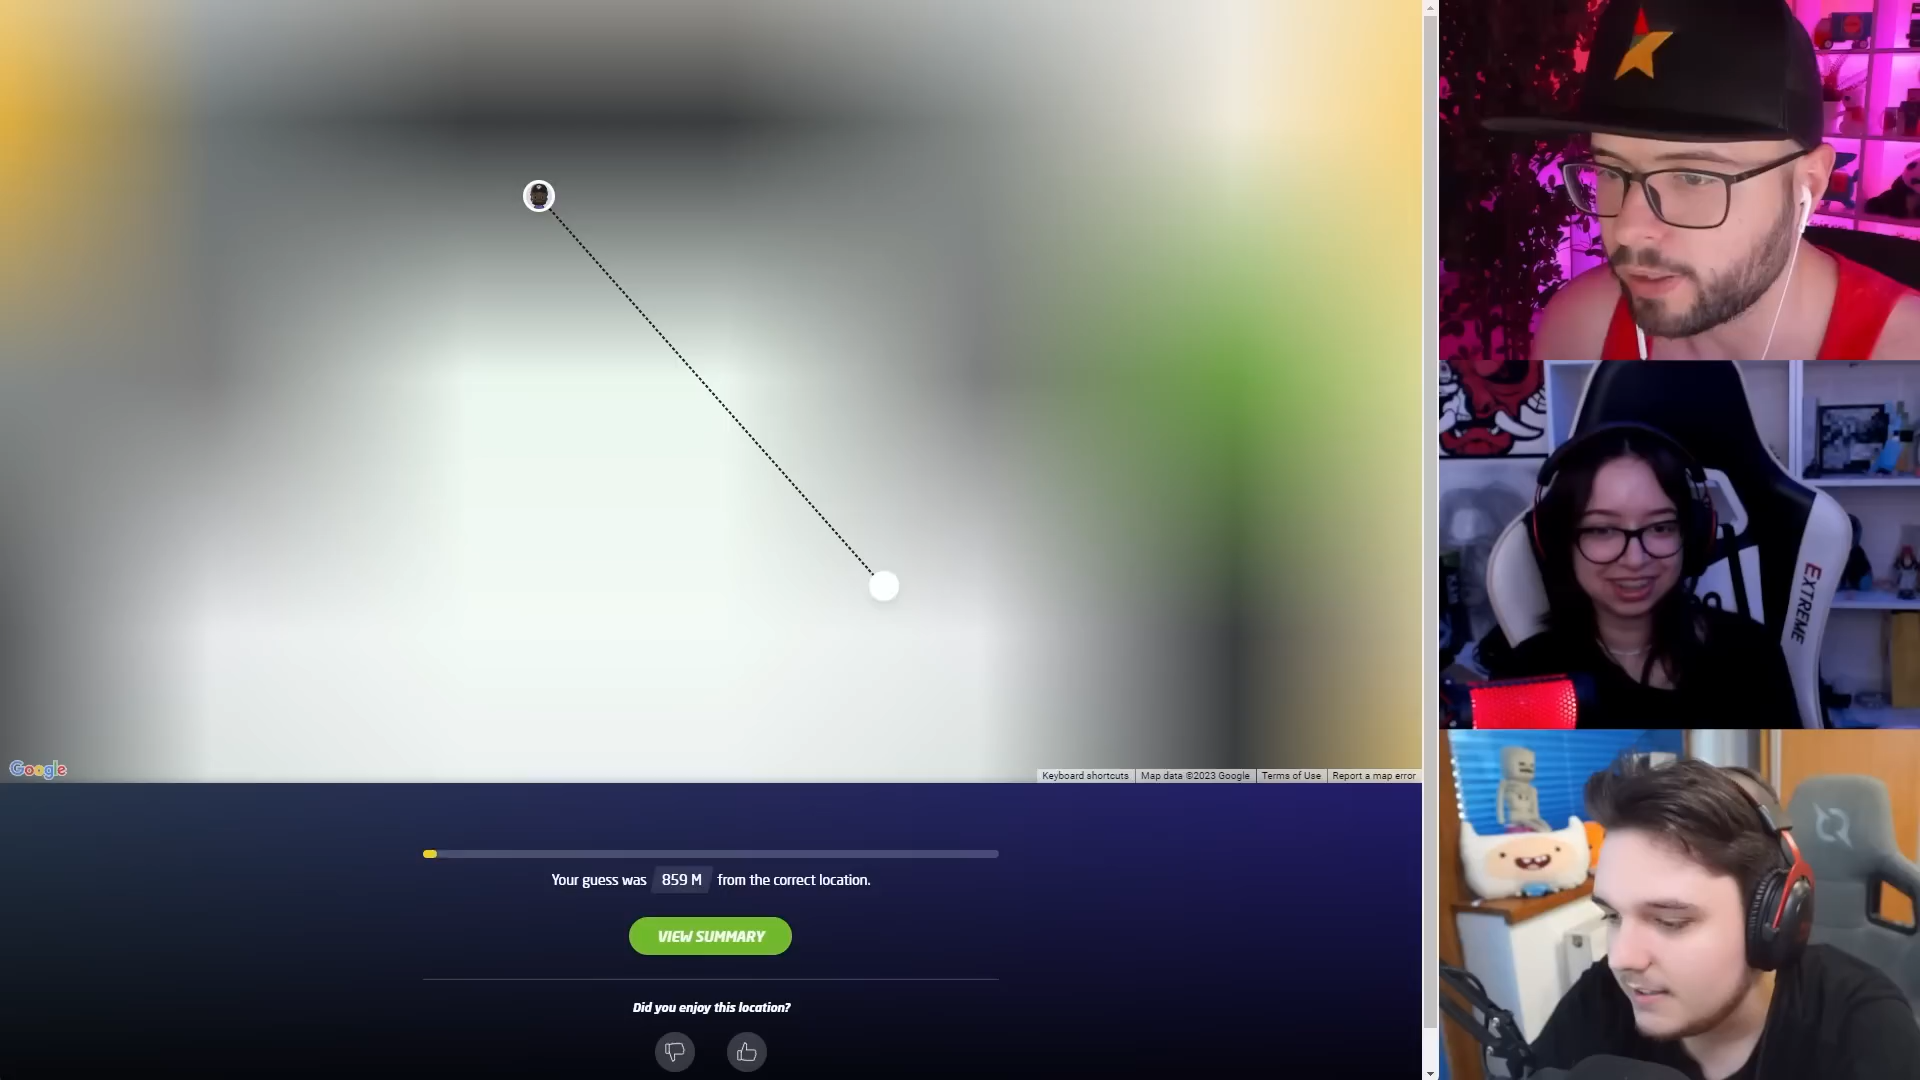 Google
Keyboard shortcuts
Map data ©2023 Google
Terms of Use
Report a map error
Your guess was 859 M from the correct location.
VIEW SUMMARY
Did you enjoy this location?
EXTREME